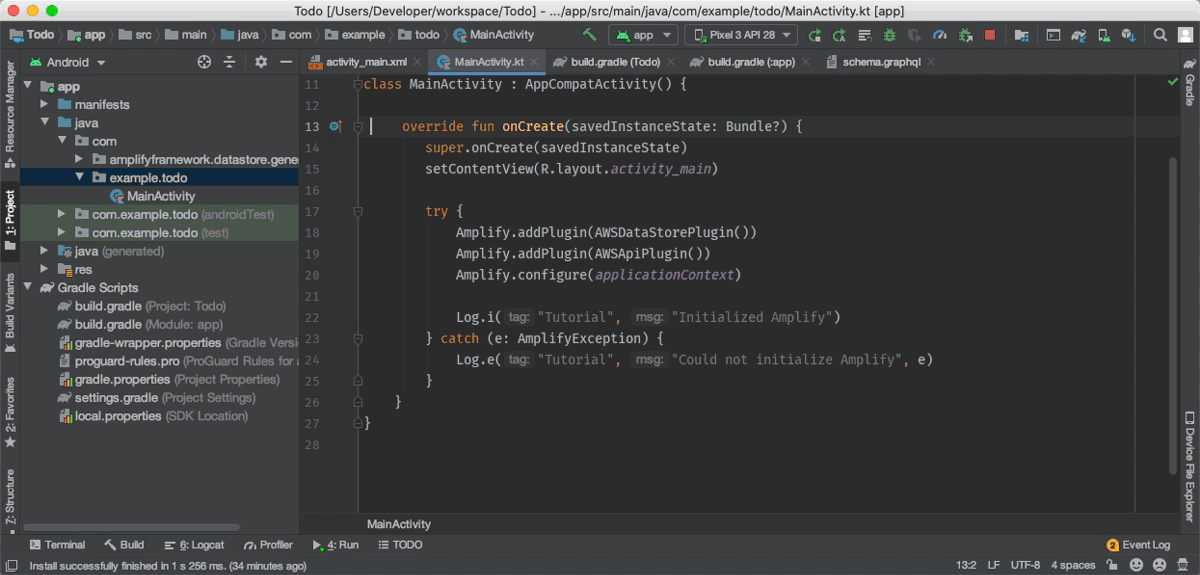 Todo [/Users/Developer/workspace/Todo] - .../app/src/main/java/com/example/todo/MainActivity.kt [app]
Todo app src main java com example todo MainActivity app Pixel 3 API 28
Android activity_main.xml MainActivity.kt build.gradle (Todo) build.gradle (:app) schema.graphql
Resource Manager
1: Project
Build Variants
2: Favorites
Z: Structure
app
manifests
java
com
amplifyframework.datastore.gene
example.todo
MainActivity
com.example.todo (androidTest)
com.example.todo (test)
java (generated)
res
Gradle Scripts
build.gradle (Project: Todo)
build.gradle (Module: app)
gradle-wrapper.properties (Gradle Versi
proguard-rules.pro (ProGuard Rules for a
gradle.properties (Project Properties)
settings.gradle (Project Settings)
local.properties (SDK Location)
11 class MainActivity : AppCompatActivity() {
12
13 override fun onCreate(savedInstanceState: Bundle?) {
14 super.onCreate(savedInstanceState)
15 setContentView(R.layout.activity_main)
16
17 try {
18 Amplify.addPlugin(AWSDataStorePlugin())
19 Amplify.addPlugin(AWSApiPlugin())
20 Amplify.configure(applicationContext)
21
22 Log.i( tag: "Tutorial", msg: "Initialized Amplify")
23 } catch (e: AmplifyException) {
24 Log.e( tag: "Tutorial", msg: "Could not initialize Amplify", e)
25 }
26 }
27 }
28
MainActivity
Gradle
Device File Explorer
Terminal Build 6: Logcat Profiler 4: Run TODO 2 Event Log
Install successfully finished in 1 s 256 ms. (34 minutes ago) 13:2 LF UTF-8 4 spaces